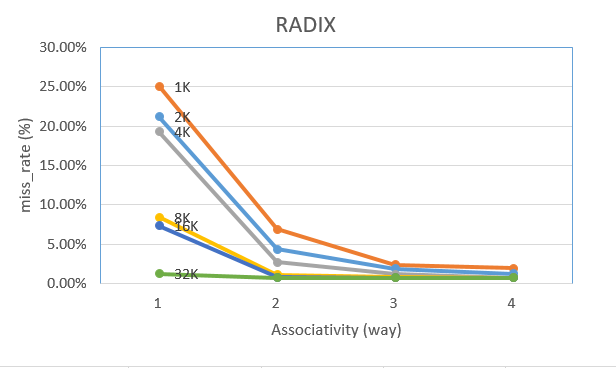 RADIX
30.00%
25.00%
20.00%
15.00%
10.00%
5.00%
0.00%
miss_rate (%)
1K
2K
4K
8K
16K
32K
1 2 3 4
Associativity (way)